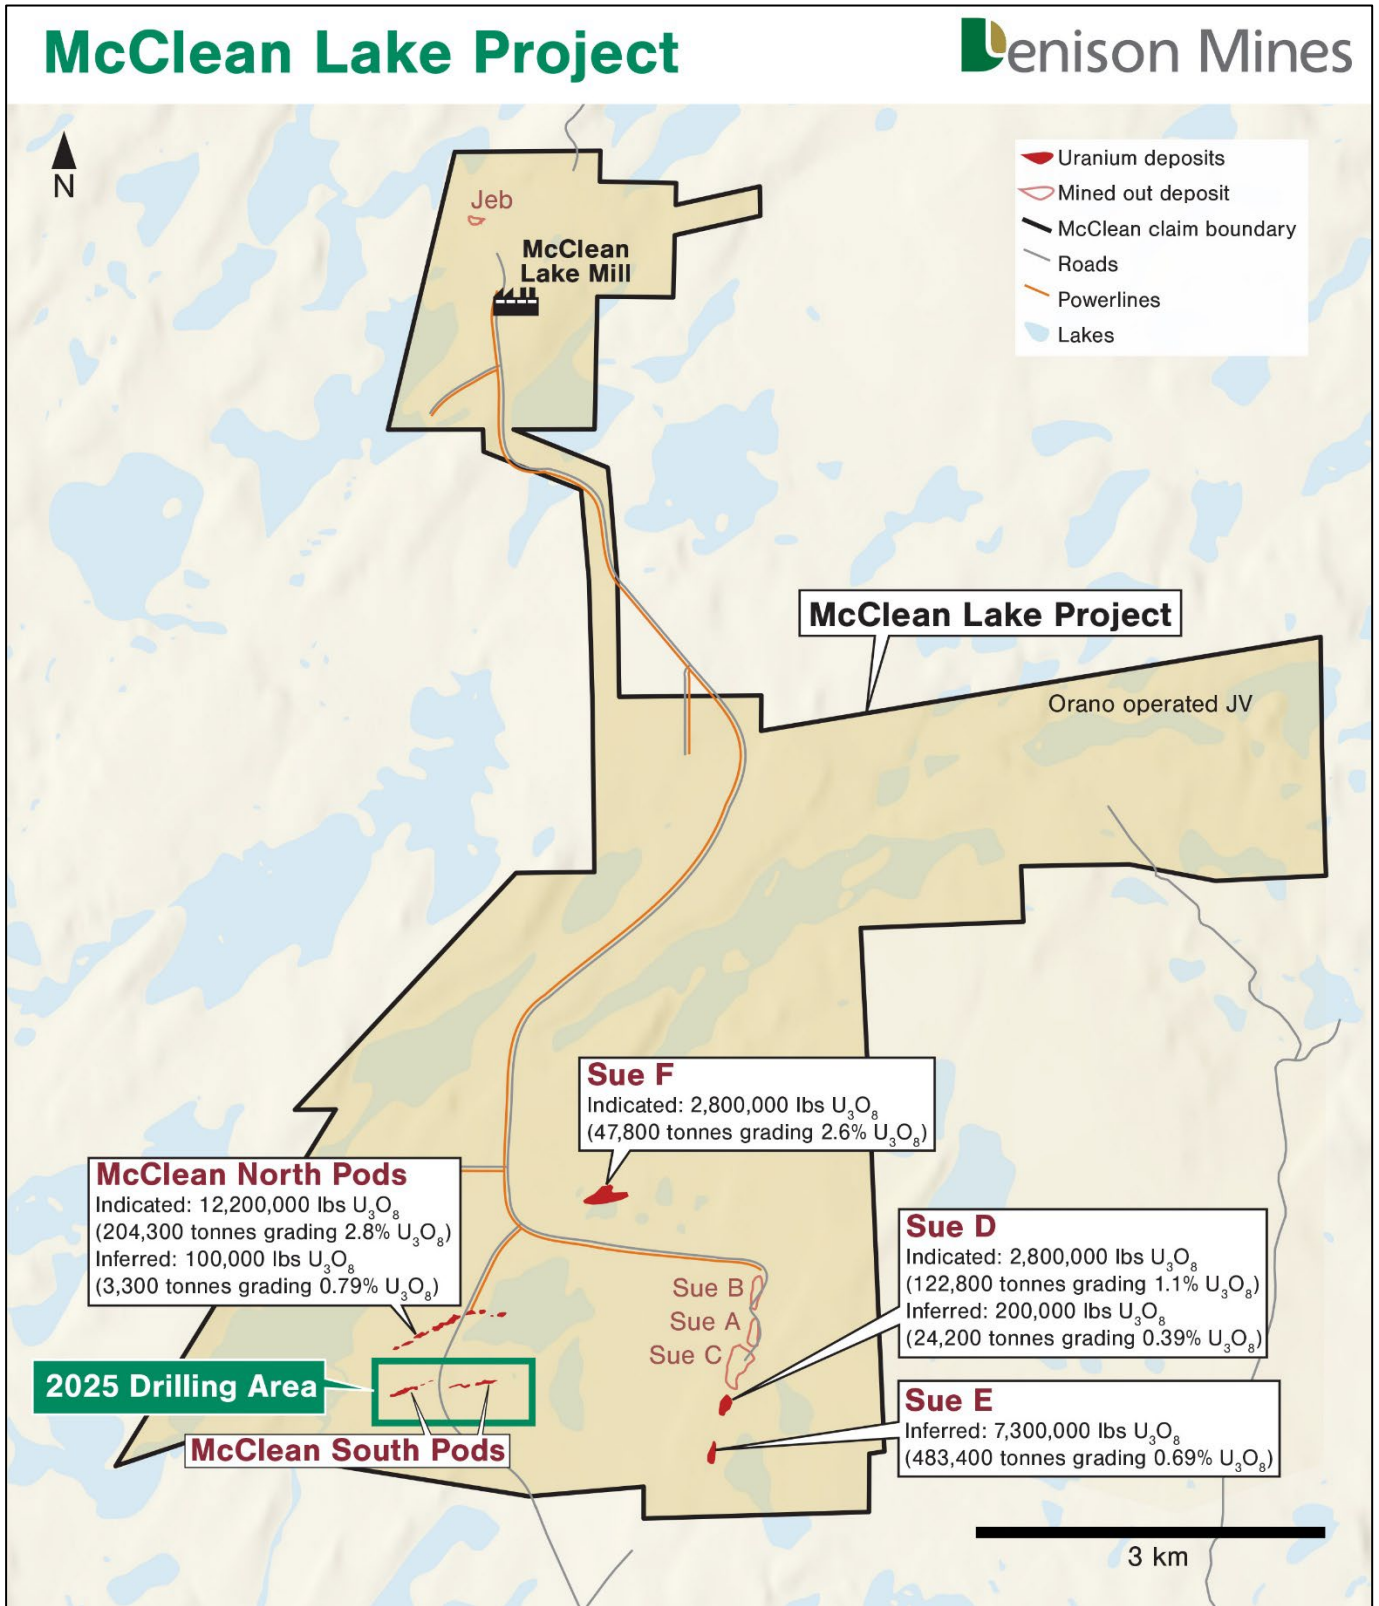 McClean Lake Project
Denison Mines
N
Uranium deposits
Mined out deposit
McClean claim boundary
Roads
Powerlines
Lakes
Jeb
McClean
Lake Mill
McClean Lake Project
Orano operated JV
Sue F
Indicated: 2,800,000 lbs U₃O₈
(47,800 tonnes grading 2.6% U₃O₈)
McClean North Pods
Indicated: 12,200,000 lbs U₃O₈
(204,300 tonnes grading 2.8% U₃O₈)
Inferred: 100,000 lbs U₃O₈
(3,300 tonnes grading 0.79% U₃O₈)
Sue D
Indicated: 2,800,000 lbs U₃O₈
(122,800 tonnes grading 1.1% U₃O₈)
Inferred: 200,000 lbs U₃O₈
(24,200 tonnes grading 0.39% U₃O₈)
Sue B
Sue A
Sue C
2025 Drilling Area
Sue E
Inferred: 7,300,000 lbs U₃O₈
(483,400 tonnes grading 0.69% U₃O₈)
McClean South Pods
3 km